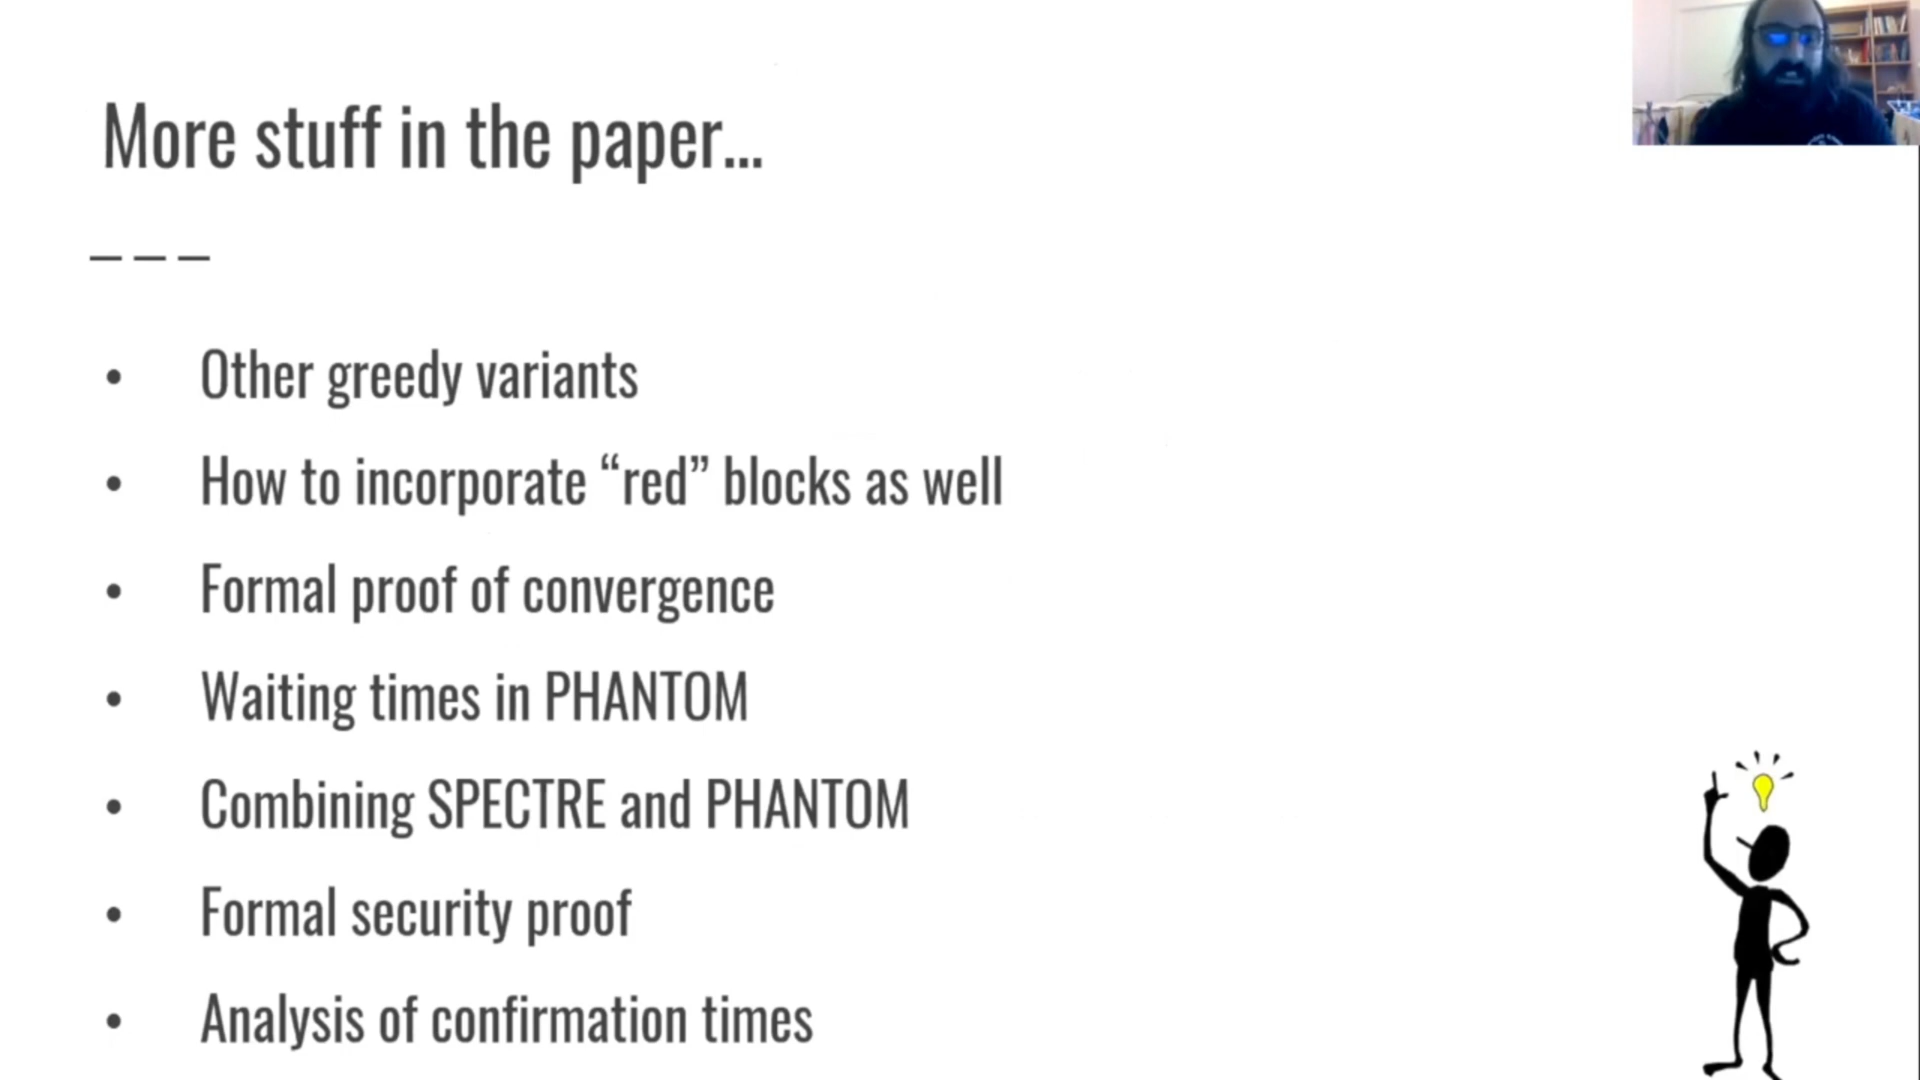 More stuff in the paper...
Other greedy variants
How to incorporate “red” blocks as well
Formal proof of convergence
Waiting times in PHANTOM
Combining SPECTRE and PHANTOM
Formal security proof
Analysis of confirmation times